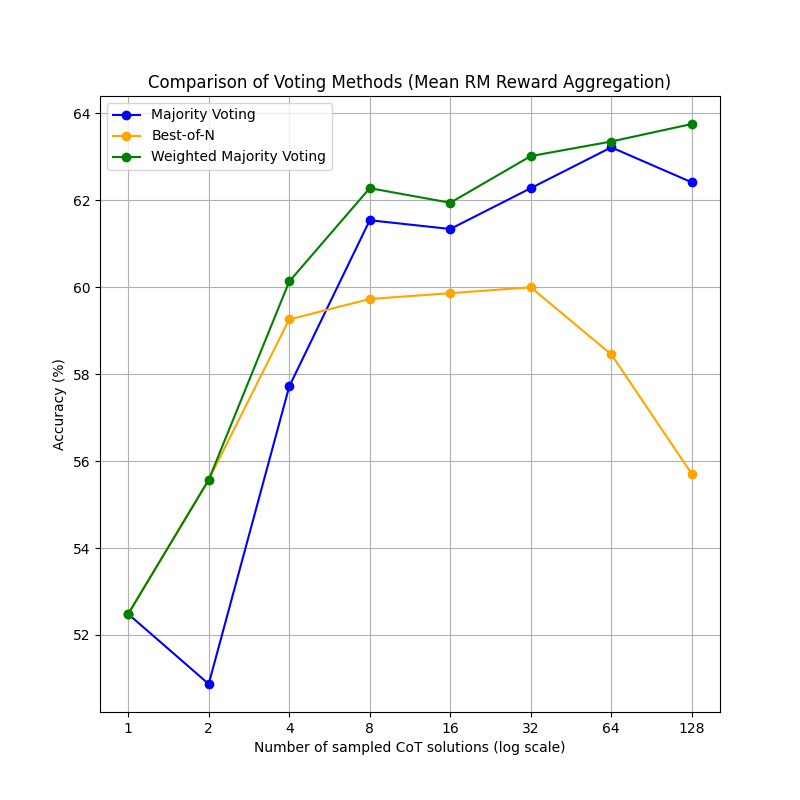 Comparison of Voting Methods (Mean RM Reward Aggregation)
Majority Voting
Best-of-N
Weighted Majority Voting
Accuracy (%)
64
62
60
58
56
54
52
1 2 4 8 16 32 64 128
Number of sampled CoT solutions (log scale)